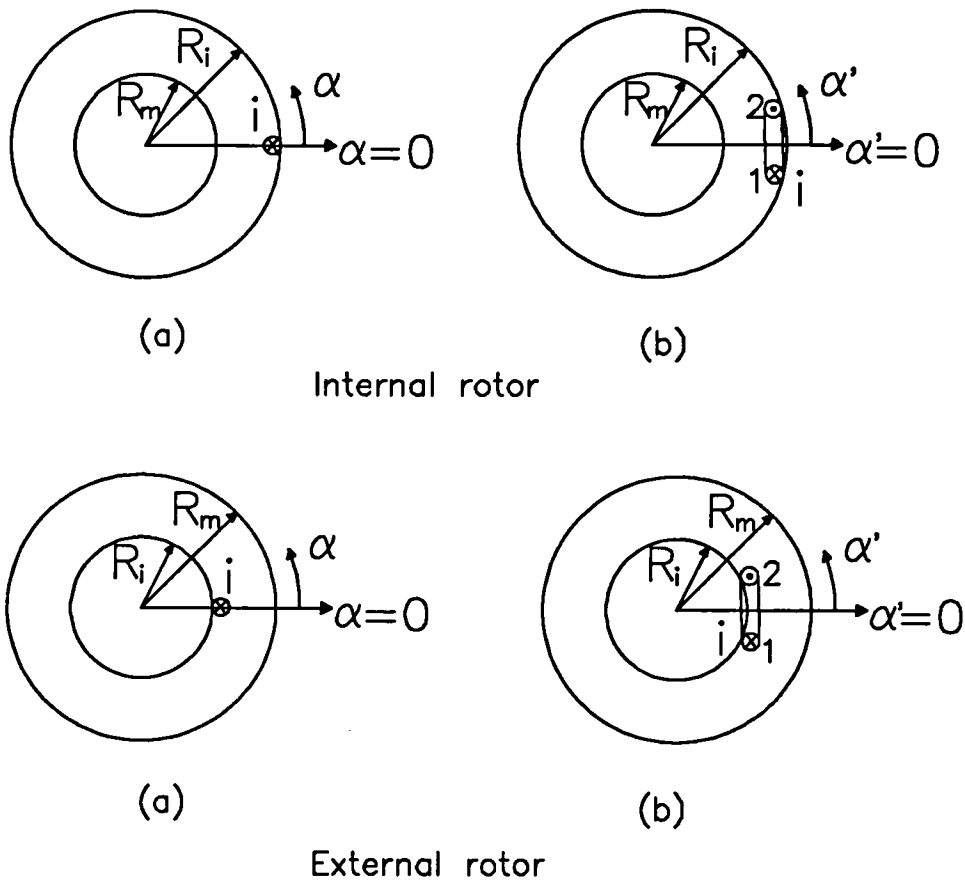 R_i
R_m
i
α
α=0
(a)
R_i
R_m
2
1
i
α'
α'=0
(b)
Internal rotor
R_m
R_i
i
α
α=0
(a)
R_m
R_i
2
i
1
α'
α'=0
(b)
External rotor